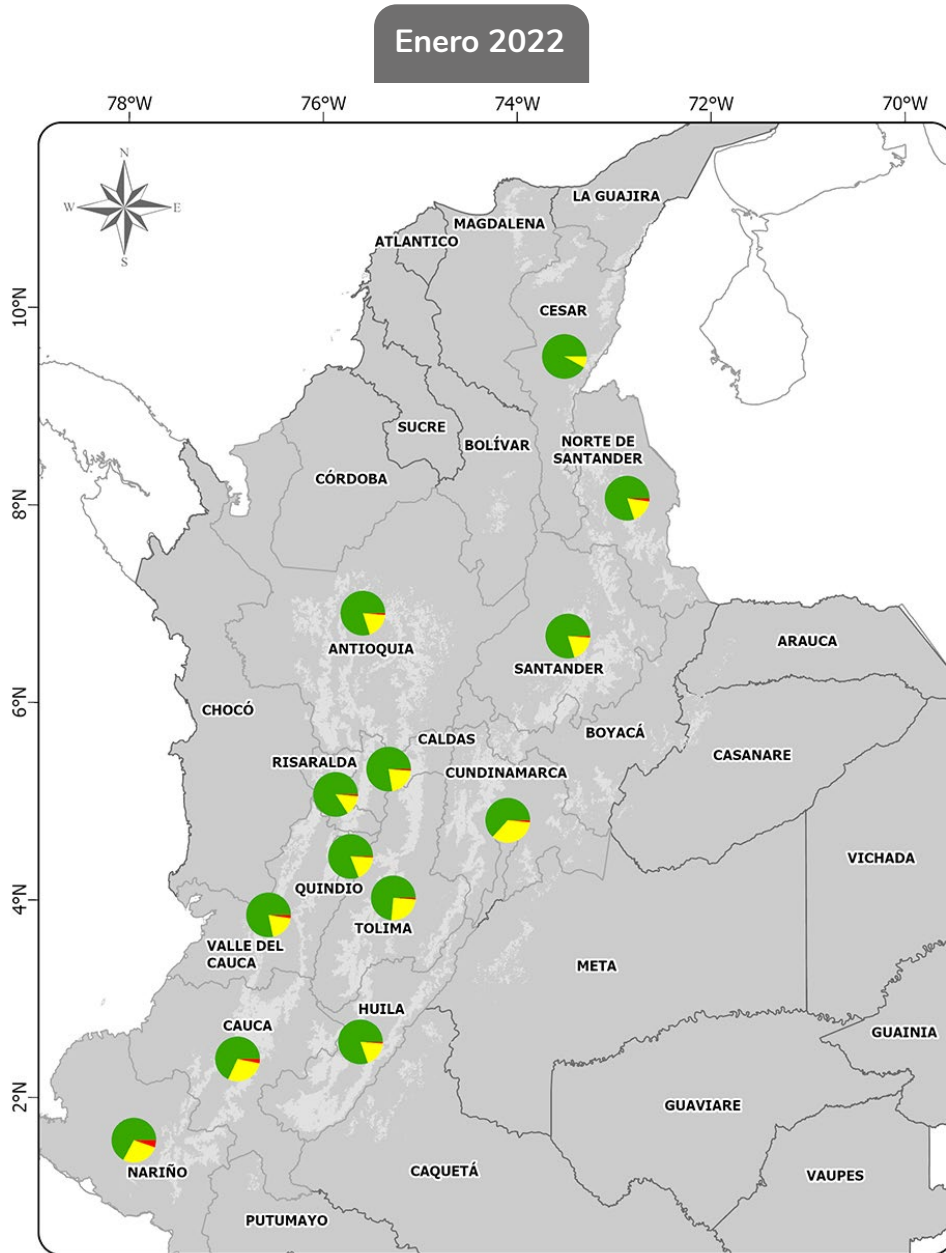 Enero 2022
78°W
76°W
74°W
72°W
70°W
N
W
E
S
LA GUAJIRA
MAGDALENA
ATLANTICO
10°N
CESAR
SUCRE
BOLÍVAR
NORTE DE
SANTANDER
CÓRDOBA
8°N
ANTIOQUIA
SANTANDER
ARAUCA
6°N
CHOCÓ
BOYACÁ
CALDAS
CASANARE
RISARALDA
CUNDINAMARCA
VICHADA
QUINDIO
4°N
TOLIMA
VALLE DEL
CAUCA
META
HUILA
CAUCA
GUAINIA
2°N
GUAVIARE
NARIÑO
CAQUETÁ
VAUPES
PUTUMAYO